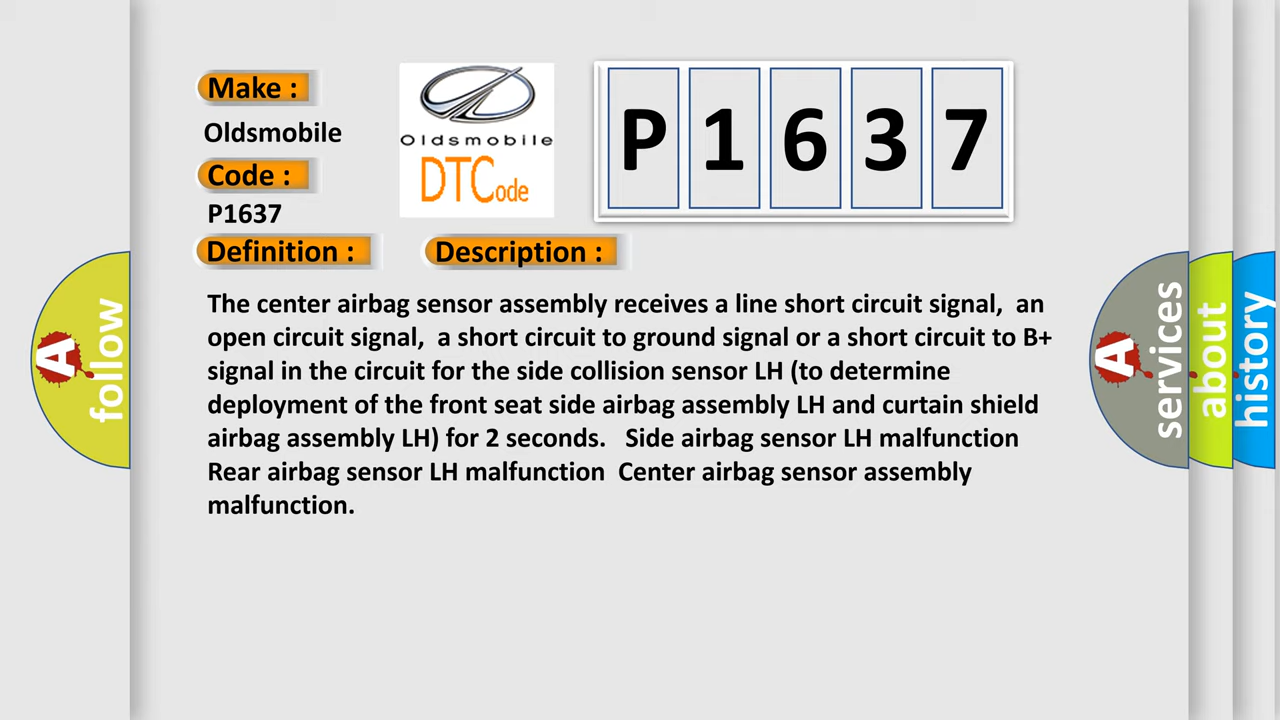 Make :
Oldsmobile
Code :
P1637
Oldsmobile
DTCode
P1637
Definition :
Description :
The center airbag sensor assembly receives a line short circuit signal, an
open circuit signal, a short circuit to ground signal or a short circuit to B+
signal in the circuit for the side collision sensor LH (to determine
deployment of the front seat side airbag assembly LH and curtain shield
airbag assembly LH) for 2 seconds. Side airbag sensor LH malfunction
Rear airbag sensor LH malfunction Center airbag sensor assembly
malfunction.
A
follow
A
services
about
history